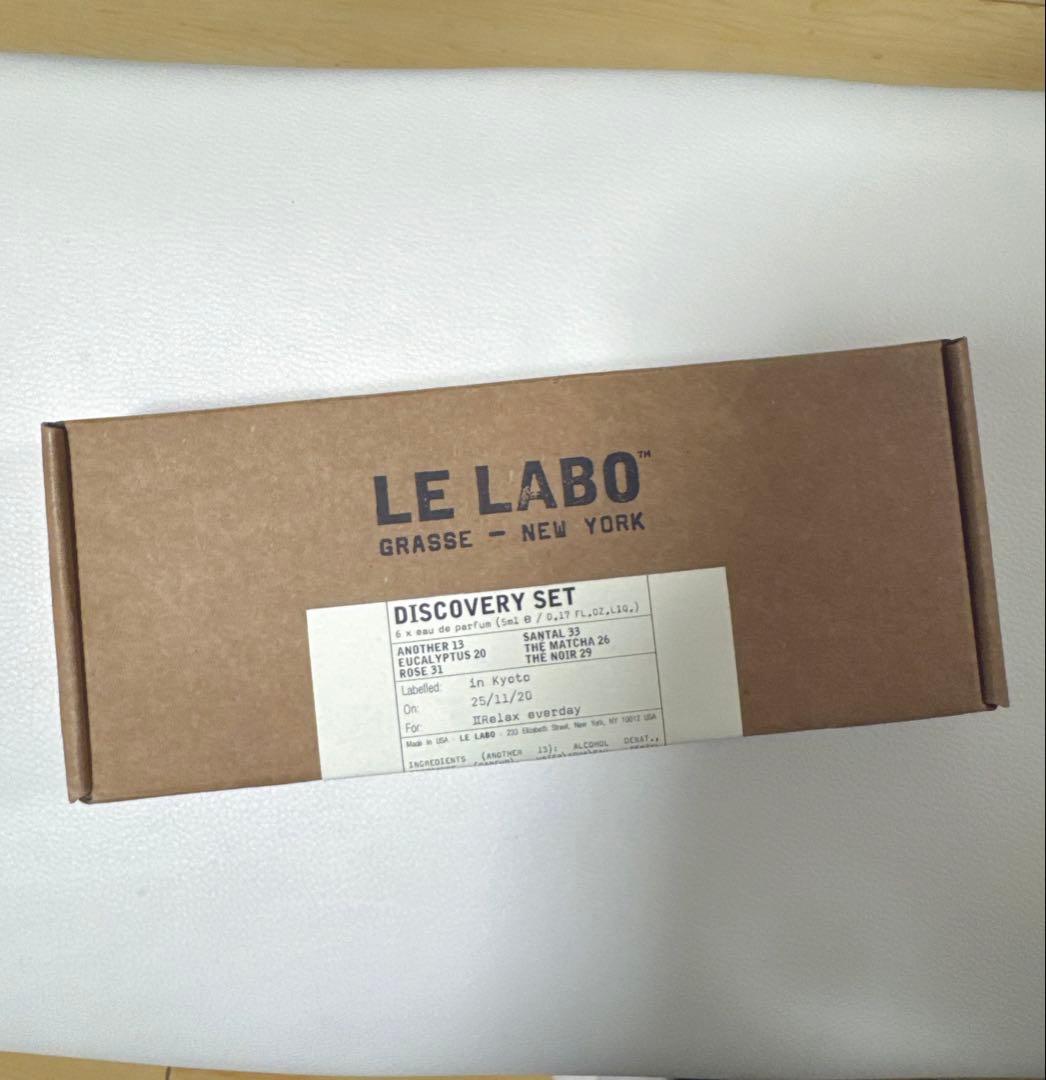 LE LABO™
GRASSE — NEW YORK
DISCOVERY SET
6 x eau de parfum (5ml e / 0.17 FL.OZ.LIQ.)
ANOTHER 13 SANTAL 33
EUCALYPTUS 20 THÉ MATCHA 26
ROSE 31 THÉ NOIR 29
Labelled: in Kyoto
On: 25/11/20
For: Relax everday
Made in USA - LE LABO - 233 Elizabeth Street, New York, NY 10012 USA
INGREDIENTS (ANOTHER 13): ALCOHOL DENAT.,